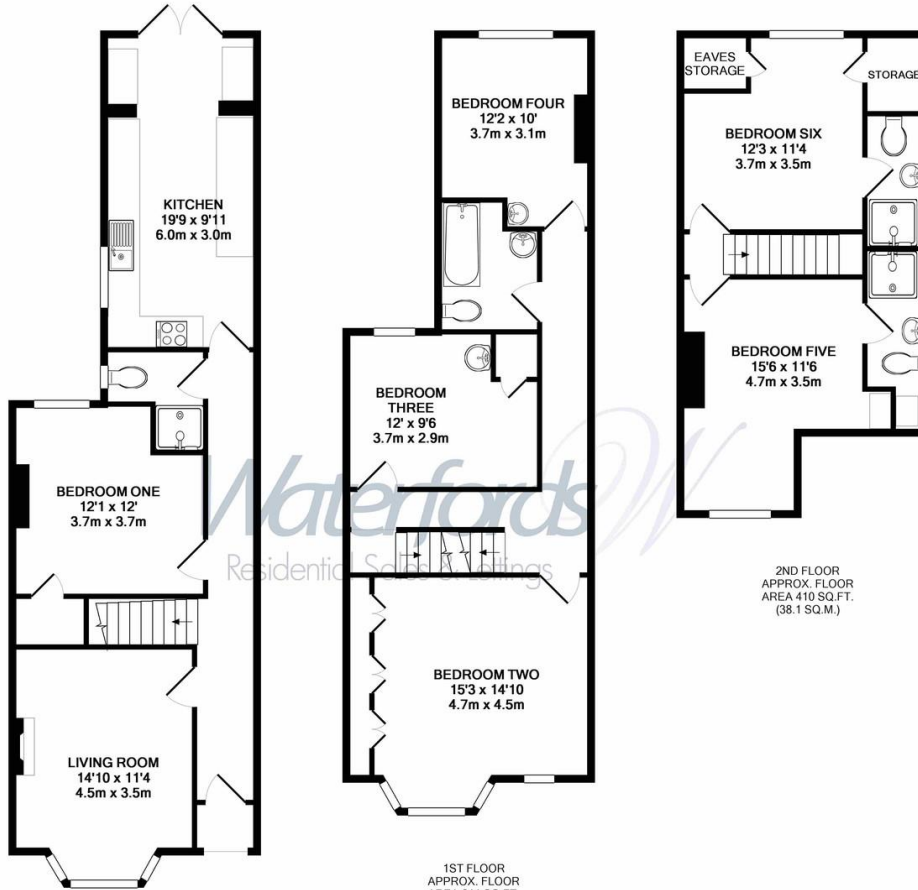 KITCHEN
19'9 x 9'11
6.0m x 3.0m
BEDROOM ONE
12'1 x 12'
3.7m x 3.7m
LIVING ROOM
14'10 x 11'4
4.5m x 3.5m
BEDROOM FOUR
12'2 x 10'
3.7m x 3.1m
BEDROOM
THREE
12' x 9'6
3.7m x 2.9m
BEDROOM TWO
15'3 x 14'10
4.7m x 4.5m
1ST FLOOR
APPROX. FLOOR
EAVES
STORAGE
STORAGE
BEDROOM SIX
12'3 x 11'4
3.7m x 3.5m
BEDROOM FIVE
15'6 x 11'6
4.7m x 3.5m
2ND FLOOR
APPROX. FLOOR
AREA 410 SQ.FT.
(38.1 SQ.M.)
Waterfords W
Residential Sales & Lettings